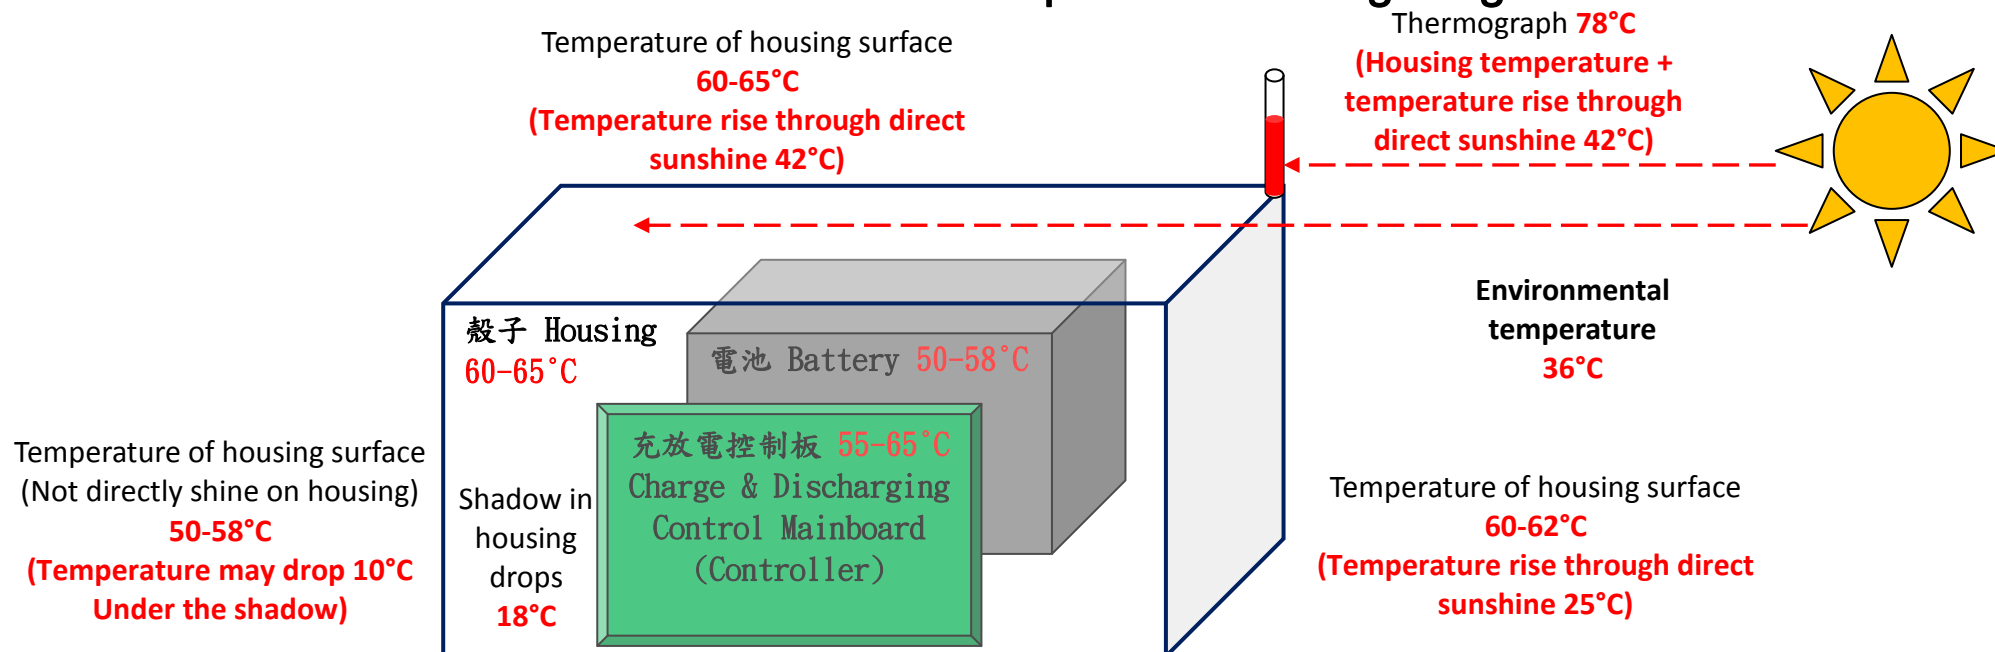 Thermograph 78°C
(Housing temperature +
temperature rise through
direct sunshine 42°C)
Temperature of housing surface
60-65°C
(Temperature rise through direct
sunshine 42°C)
Environmental
temperature
36°C
殼子 Housing
60-65°C
電池 Battery 50-58°C
充放電控制板 55-65°C
Charge & Discharging
Control Mainboard
(Controller)
Shadow in
housing
drops
18°C
Temperature of housing surface
(Not directly shine on housing)
50-58°C
(Temperature may drop 10°C
Under the shadow)
Temperature of housing surface
60-62°C
(Temperature rise through direct
sunshine 25°C)